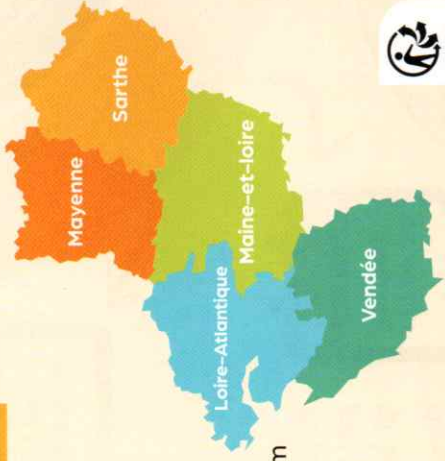 Mayenne
Sarthe
Loire-Atlantique
Maine-et-loire
Vendée
m